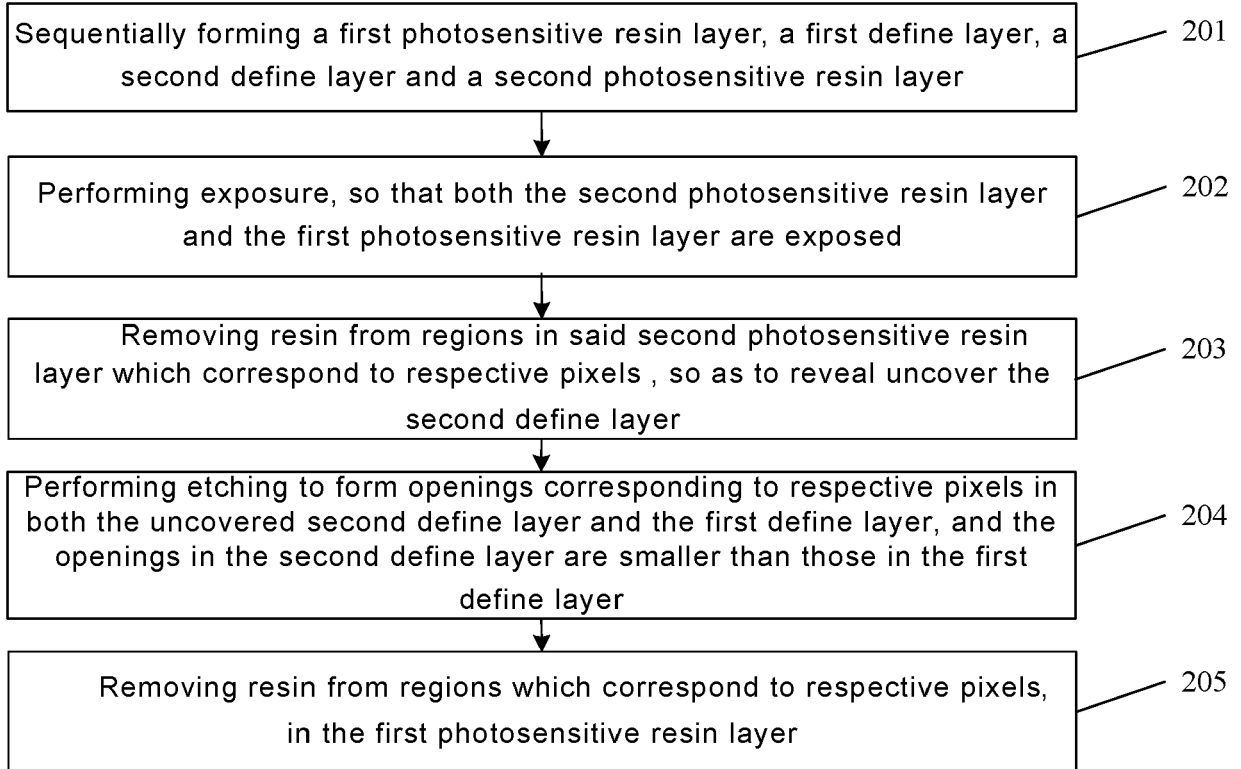 Sequentially forming a first photosensitive resin layer, a first define layer, a
second define layer and a second photosensitive resin layer
201
Performing exposure, so that both the second photosensitive resin layer
and the first photosensitive resin layer are exposed
202
Removing resin from regions in said second photosensitive resin
layer which correspond to respective pixels , so as to reveal uncover the
second define layer
203
Performing etching to form openings corresponding to respective pixels in
both the uncovered second define layer and the first define layer, and the
openings in the second define layer are smaller than those in the first
define layer
204
Removing resin from regions which correspond to respective pixels,
in the first photosensitive resin layer
205